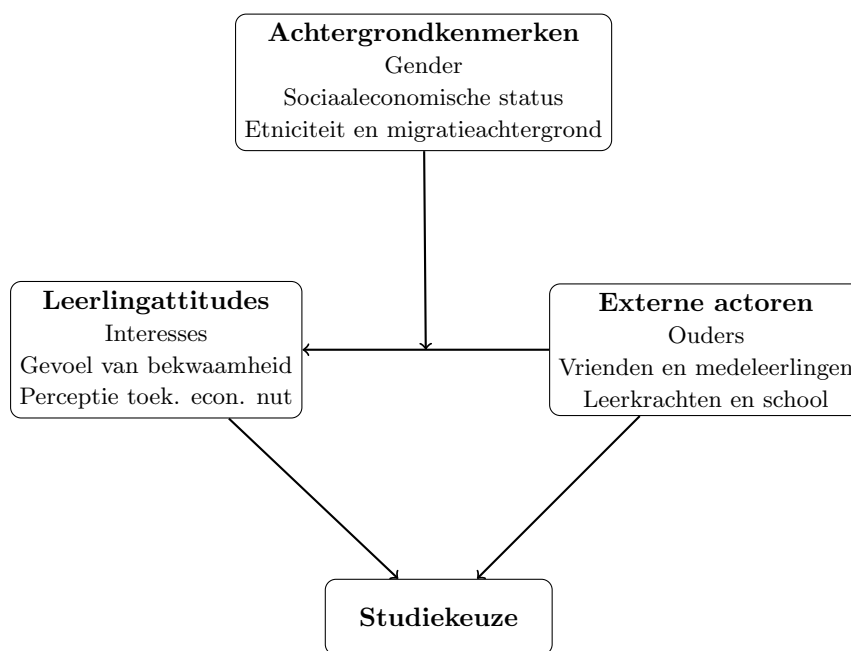 Achtergrondkenmerken
Gender
Sociaaleconomische status
Etniciteit en migratieachtergrond
Leerlingattitudes
Interesses
Gevoel van bekwaamheid
Perceptie toek. econ. nut
Externe actoren
Ouders
Vrienden en medeleerlingen
Leerkrachten en school
Studiekeuze